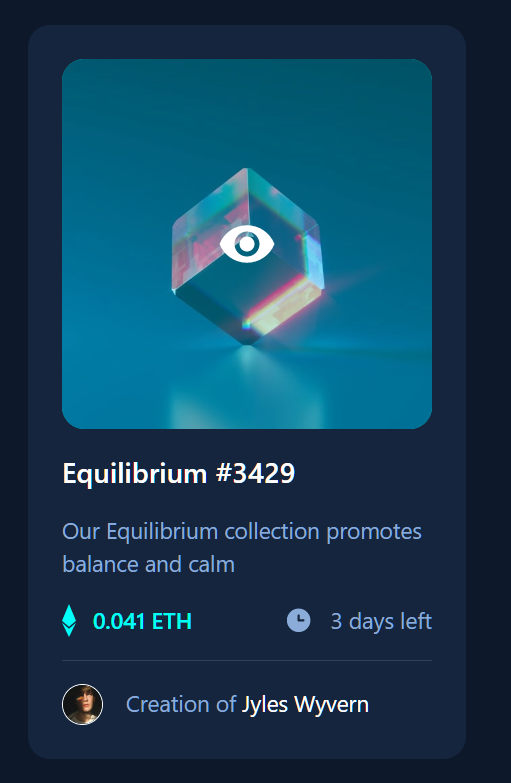 Equilibrium #3429
Our Equilibrium collection promotes
balance and calm
0.041 ETH
3 days left
Creation of Jyles Wyvern